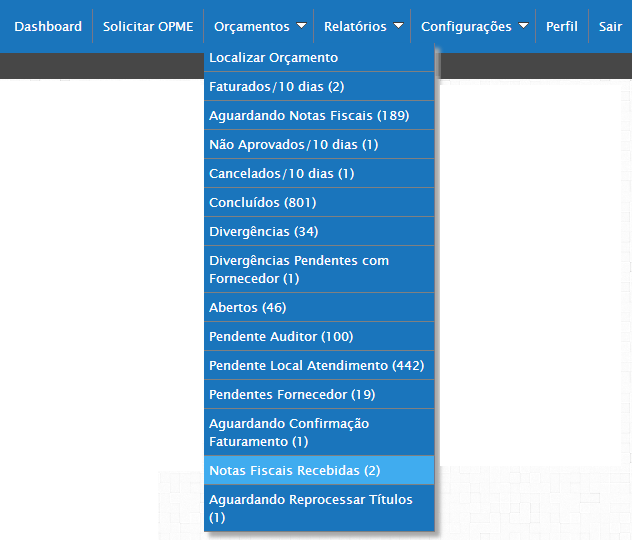 Dashboard Solicitar OPME Orçamentos Relatórios Configurações Perfil Sair
Localizar Orçamento
Faturados/10 dias (2)
Aguardando Notas Fiscais (189)
Não Aprovados/10 dias (1)
Cancelados/10 dias (1)
Concluídos (801)
Divergências (34)
Divergências Pendentes com
Fornecedor (1)
Abertos (46)
Pendente Auditor (100)
Pendente Local Atendimento (442)
Pendentes Fornecedor (19)
Aguardando Confirmação
Faturamento (1)
Notas Fiscais Recebidas (2)
Aguardando Reprocessar Títulos
(1)